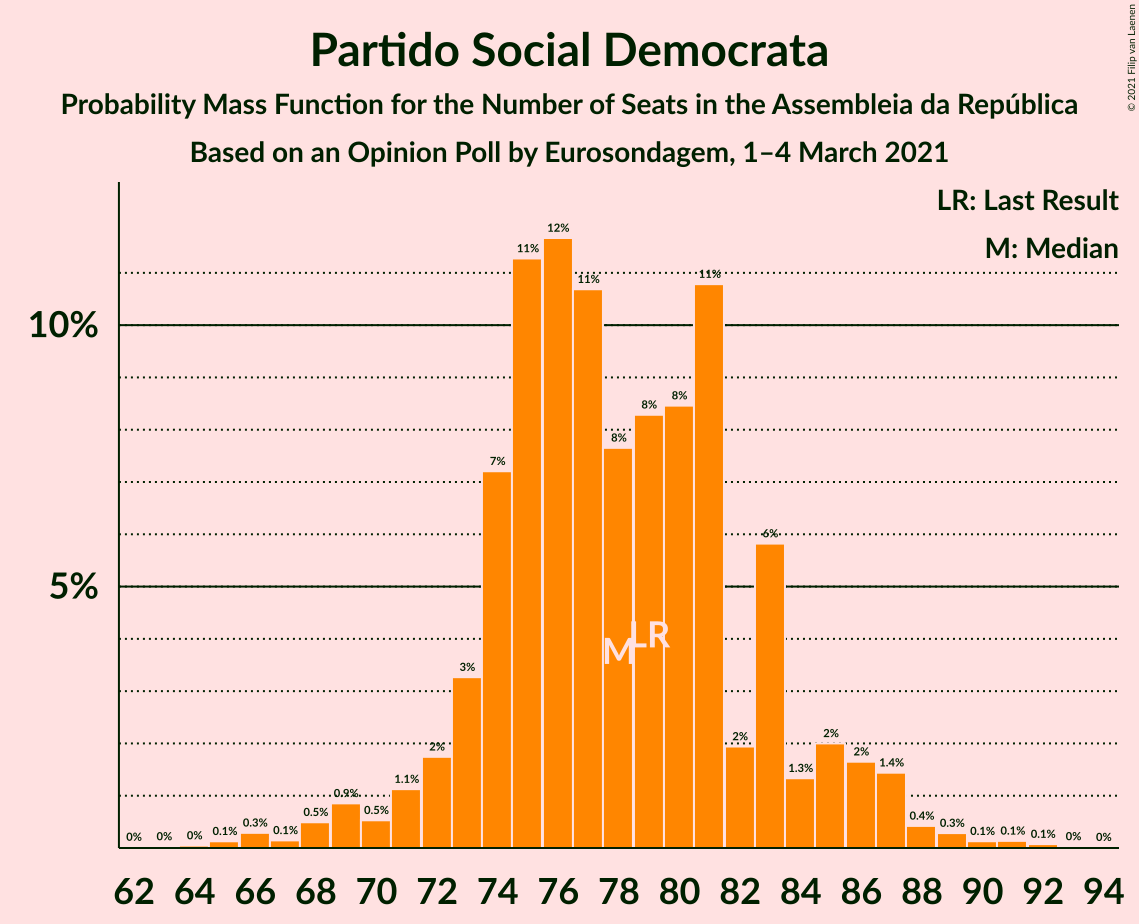 Partido Social Democrata
Probability Mass Function for the Number of Seats in the Assembleia da República
Based on an Opinion Poll by Eurosondagem, 1–4 March 2021
© 2021 Filip van Laenen
LR: Last Result
M: Median
10%
5%
0% 0% 0% 0.1% 0.3% 0.1% 0.5% 0.9% 0.5% 1.1% 2% 3% 7% 11% 12% 11% 8% 8% 8% 11% 2% 6% 1.3% 2% 2% 1.4% 0.4% 0.3% 0.1% 0.1% 0.1% 0% 0%
M LR
62 64 66 68 70 72 74 76 78 80 82 84 86 88 90 92 94